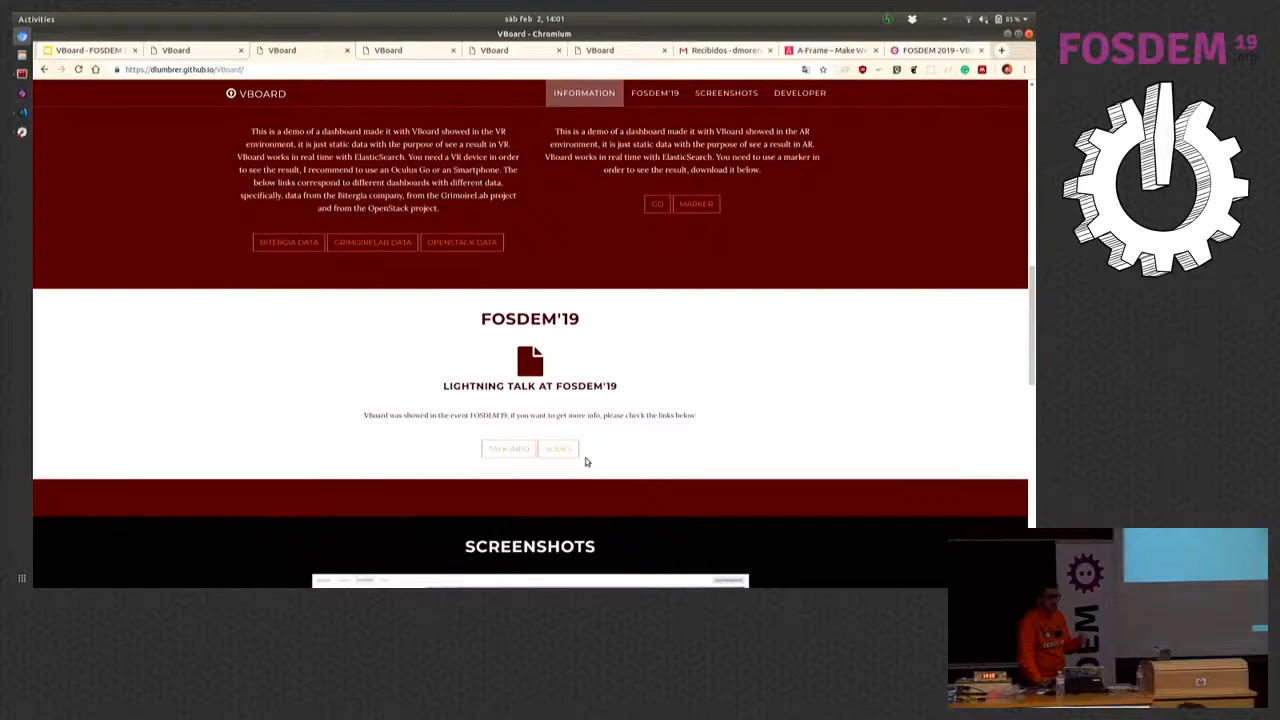 Activities
sáb feb 2, 14:01
85%
VBoard - Chromium
VBoard - FOSDEM
VBoard
VBoard
VBoard
VBoard
VBoard
Recibidos - dmoren
A-Frame – Make We
FOSDEM 2019 - VBo
https://dlumbrer.github.io/VBoard/
VBOARD
INFORMATION
FOSDEM'19
SCREENSHOTS
DEVELOPER
This is a demo of a dashboard made it with VBoard showed in the VR
environment, it is just static data with the purpose of see a result in VR.
VBoard works in real time with ElasticSearch. You need a VR device in order
to see the result, I recommend to use an Oculus Go or an Smartphone. The
below links correspond to different dashboards with different data,
specifically, data from the Bitergia company, from the GrimoireLab project
and from the OpenStack project.
BITERGIA DATA
GRIMOIRELAB DATA
OPENSTACK DATA
This is a demo of a dashboard made it with VBoard showed in the AR
environment, it is just static data with the purpose of see a result in AR.
VBoard works in real time with ElasticSearch. You need to use a marker in
order to see the result, download it below.
GO
MARKER
FOSDEM'19
LIGHTNING TALK AT FOSDEM'19
VBoard was showed in the event FOSDEM'19, if you want to get more info, please check the links below
TALK INFO
SLIDES
SCREENSHOTS
FOSDEM'19
.org